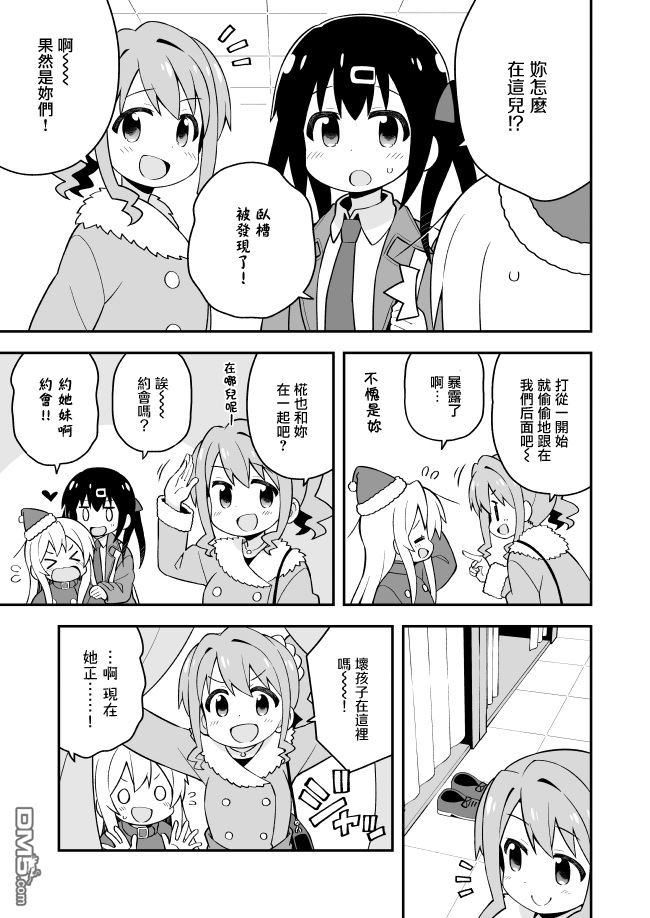 妳怎麼
在這兒!?
啊～～
果然是妳們！
臥槽
被發現了！
打從一開始
就偷偷地跟在
我們后面吧～
暴露了
啊…
不愧是妳
椛也和妳
在一起吧？
在哪兒呢～
誒～～
約會嗎？
約她妹啊
約會!!
壞孩子在這裡
嗎～～！
…啊 現在
她正……！
シャッ
DM5.com